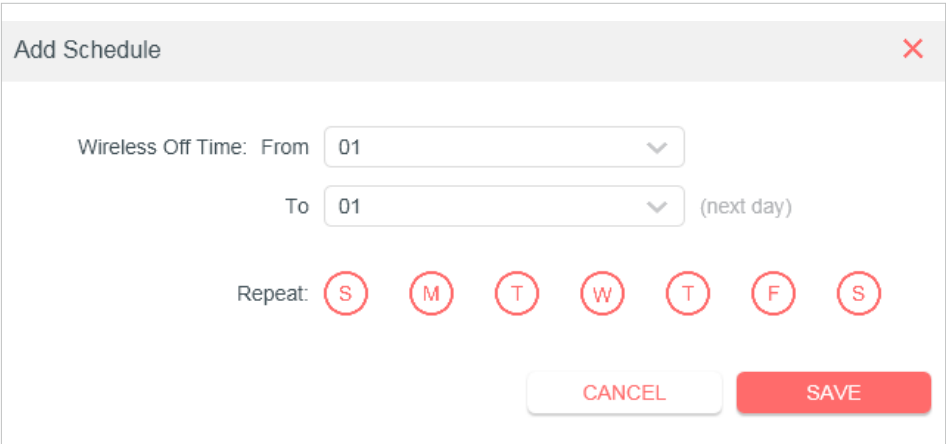 Add Schedule
Wireless Off Time: From 01
To 01 (next day)
Repeat: S M T W T F S
CANCEL SAVE